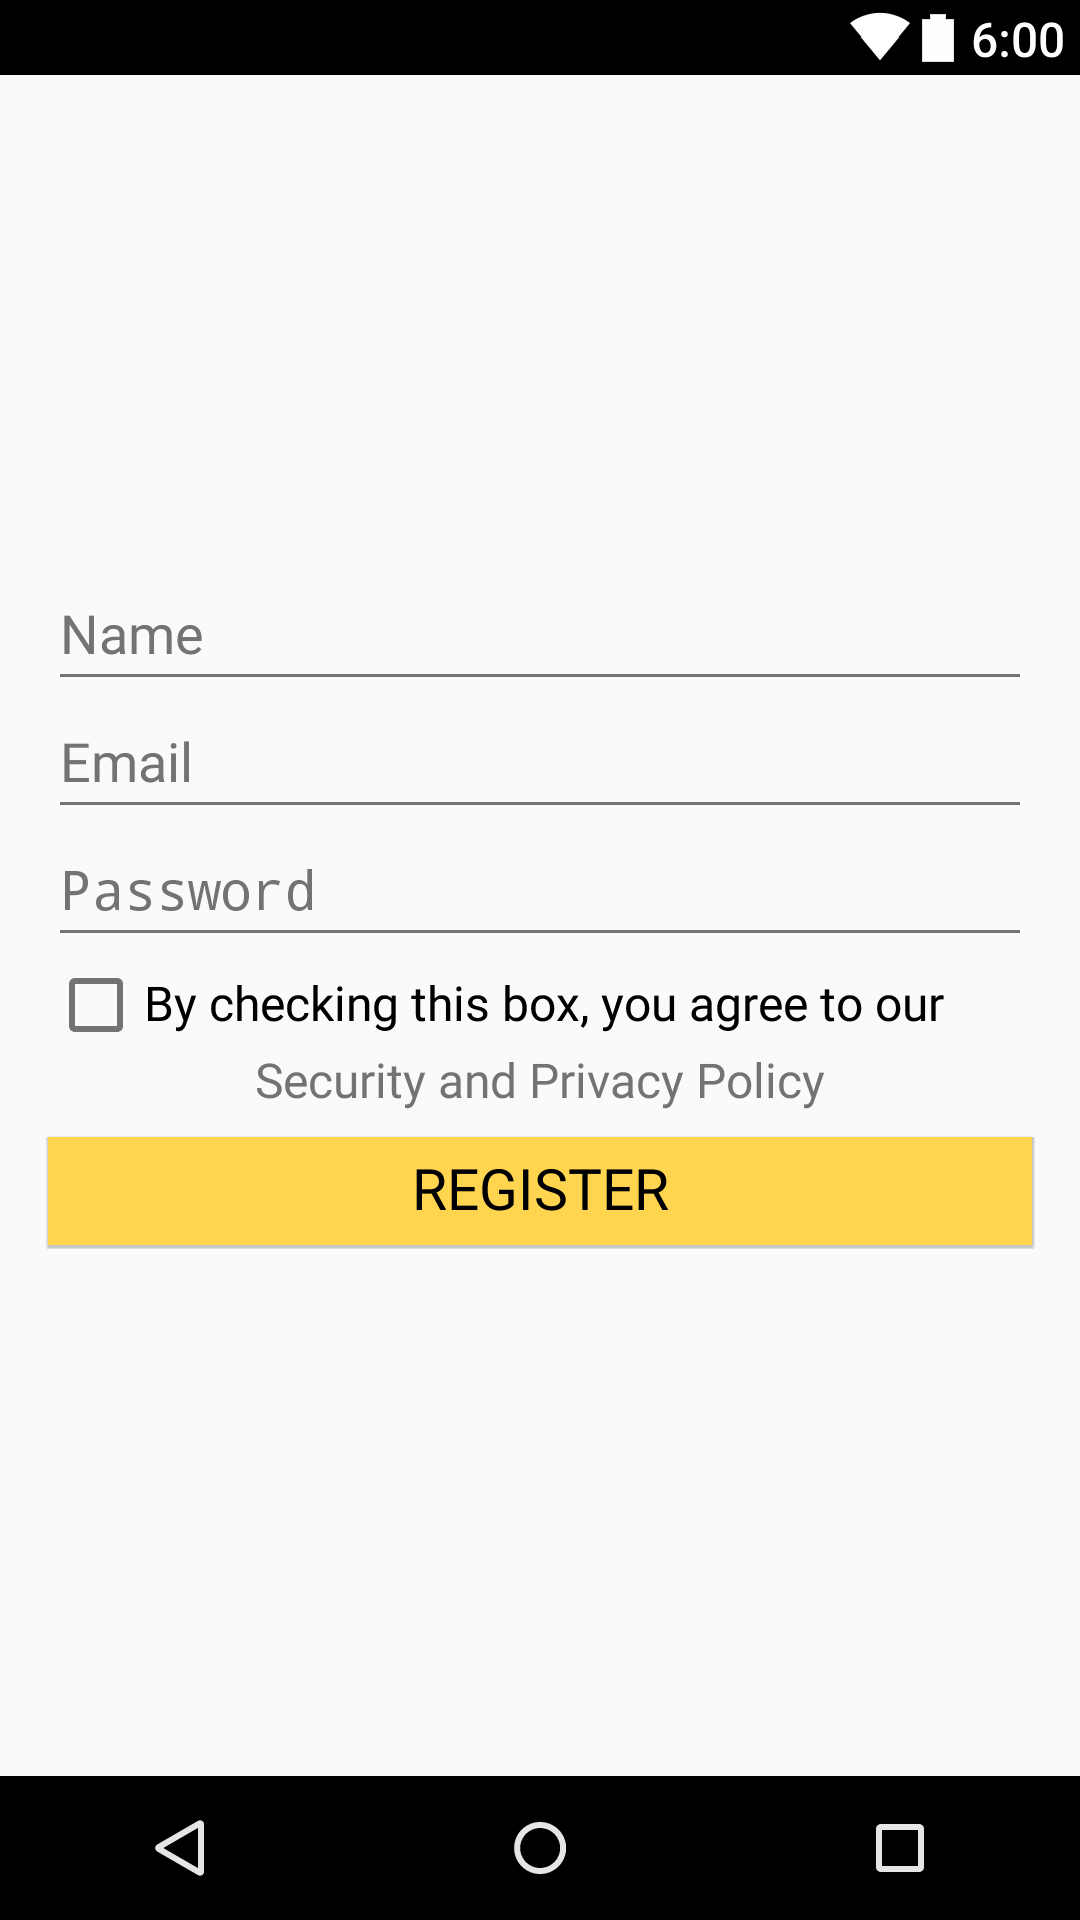 6:00
Name
Email
Password
By checking this box, you agree to our
Security and Privacy Policy
REGISTER